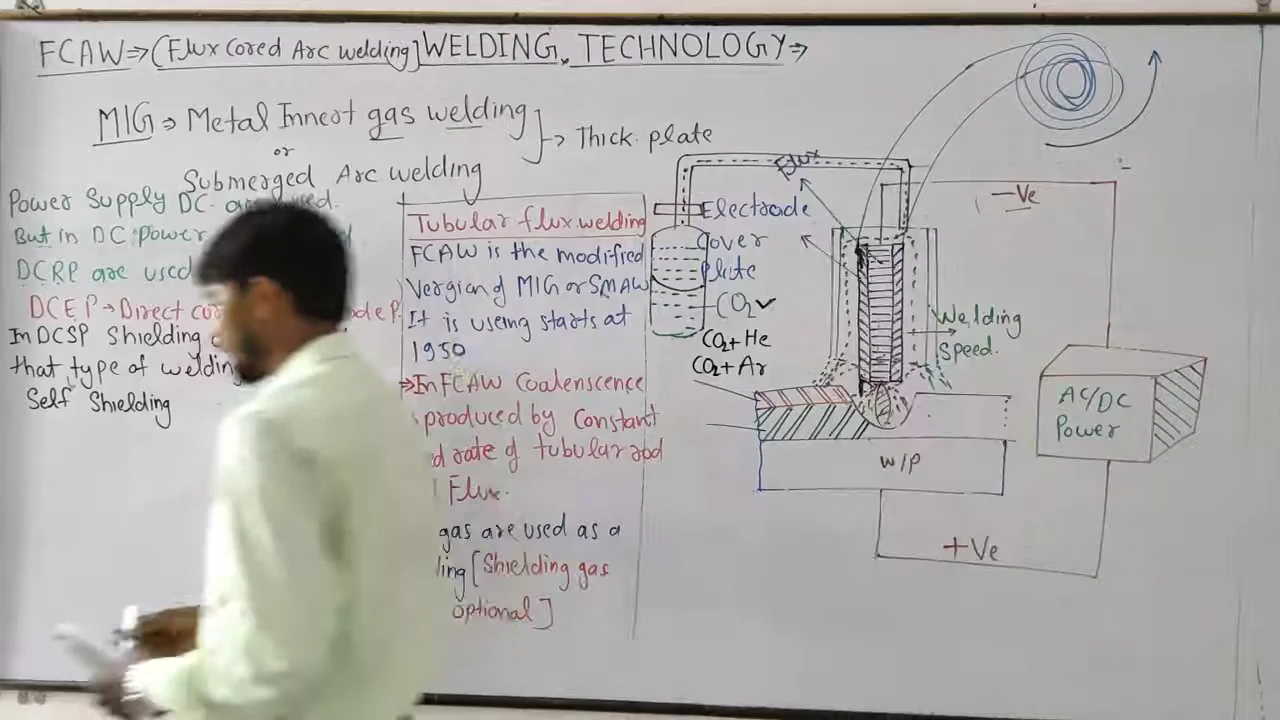 FCAW⇒(Flux Cored Arc welding] WELDING. TECHNOLOGY⇒
MIG⇒ Metal Innert gas welding
or
Submerged Arc welding
→ Thick. plate
Power Supply DC. are used.
But in DC power
DCRP are used
DCEP→Direct
In DCSP Shielding
that type of welding
Self Shielding
Tubular flux welding
FCAW is the modified
Vergian of MIG or SMAW
It is useing starts at
1950
⇒In FCAW Coalenscence
produced by Constant
rate of tubular rod
Flux.
gas are used as a
[Shielding gas
optional]
Flux
Electrode
Cover
plate
CO₂
CO₂+He
CO₂+Ar
Welding
Speed.
-Ve
AC/DC
Power
W/P
+Ve